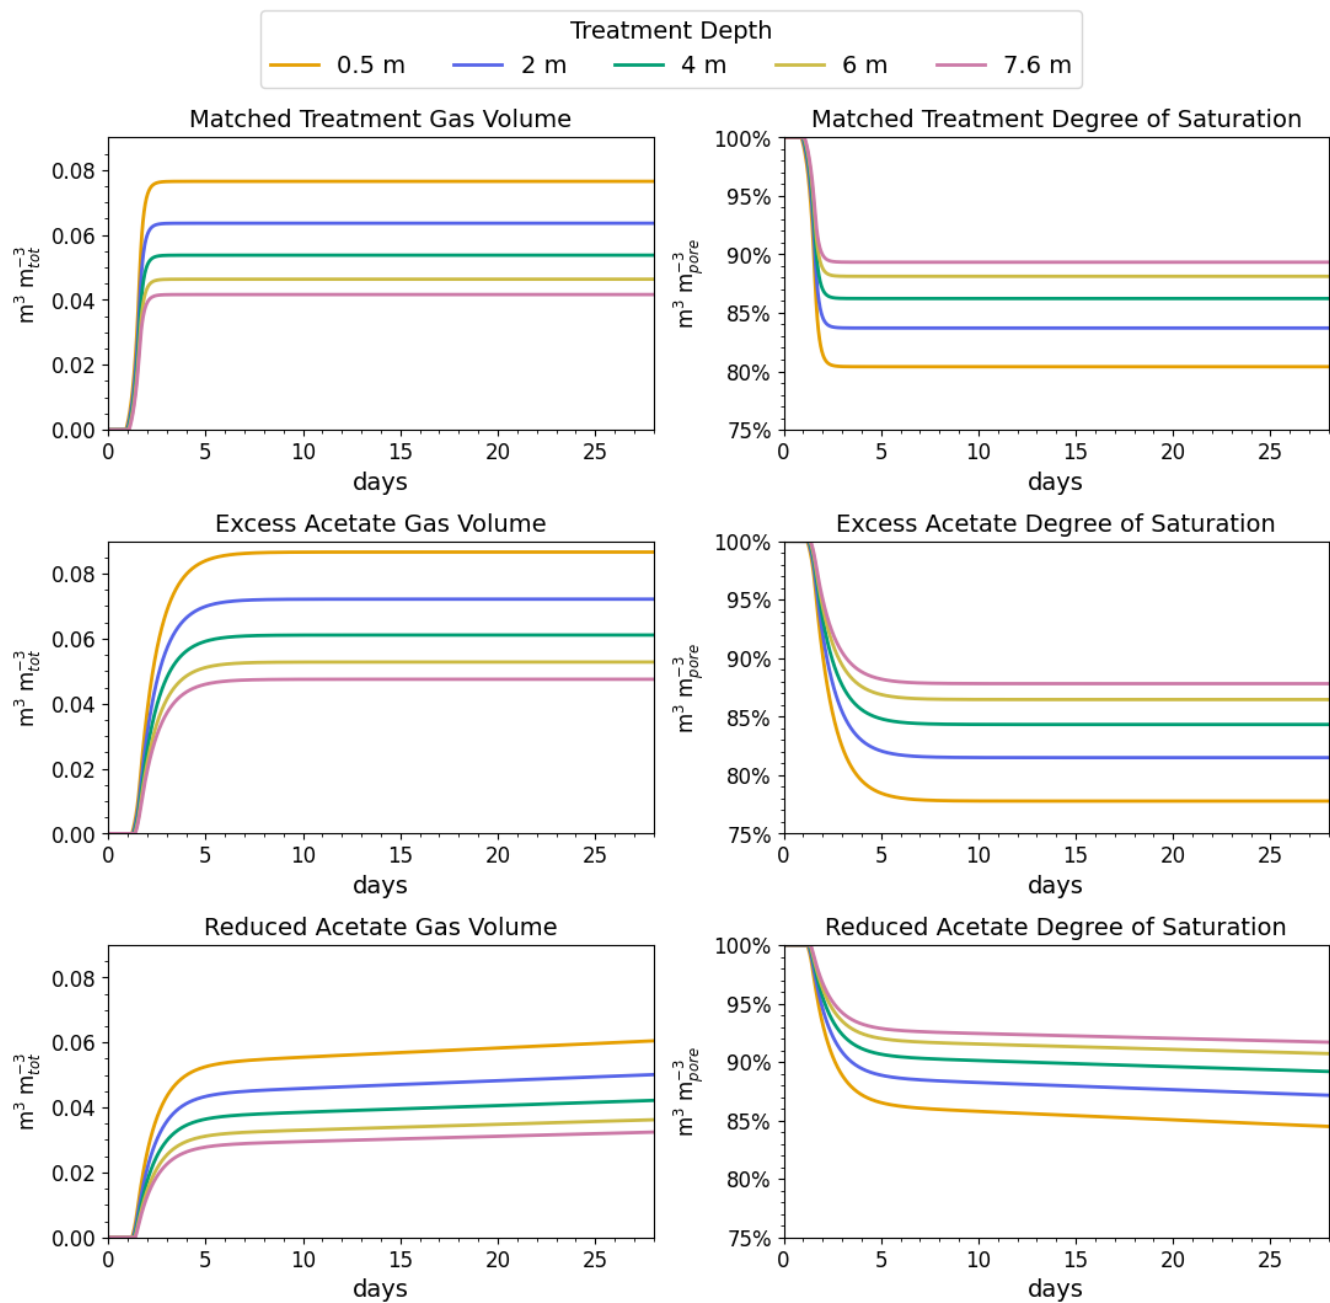 Treatment Depth
0.5 m 2 m 4 m 6 m 7.6 m
Matched Treatment Gas Volume
m³ m⁻³tot
0.08
0.06
0.04
0.02
0.00
0 5 10 15 20 25
days
Matched Treatment Degree of Saturation
m³ m⁻³pore
100%
95%
90%
85%
80%
75%
0 5 10 15 20 25
days
Excess Acetate Gas Volume
m³ m⁻³tot
0.08
0.06
0.04
0.02
0.00
0 5 10 15 20 25
days
Excess Acetate Degree of Saturation
m³ m⁻³pore
100%
95%
90%
85%
80%
75%
0 5 10 15 20 25
days
Reduced Acetate Gas Volume
m³ m⁻³tot
0.08
0.06
0.04
0.02
0.00
0 5 10 15 20 25
days
Reduced Acetate Degree of Saturation
m³ m⁻³pore
100%
95%
90%
85%
80%
75%
0 5 10 15 20 25
days